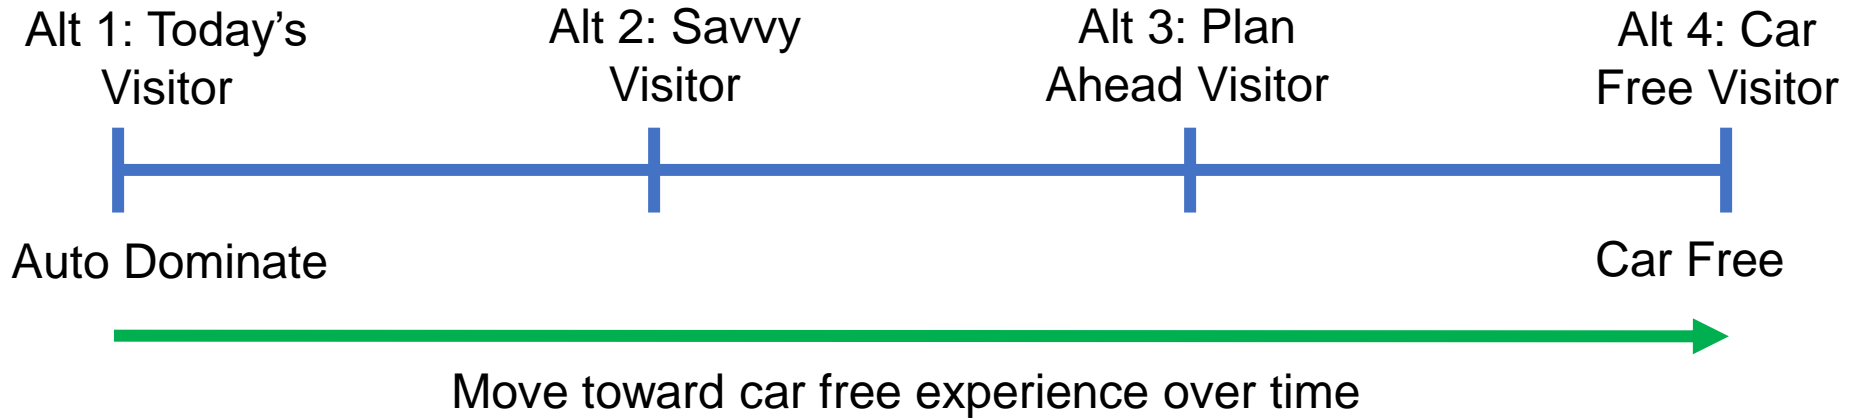 Alt 1: Today’s
Visitor
Alt 2: Savvy
Visitor
Alt 3: Plan
Ahead Visitor
Alt 4: Car
Free Visitor
Auto Dominate
Car Free
Move toward car free experience over time